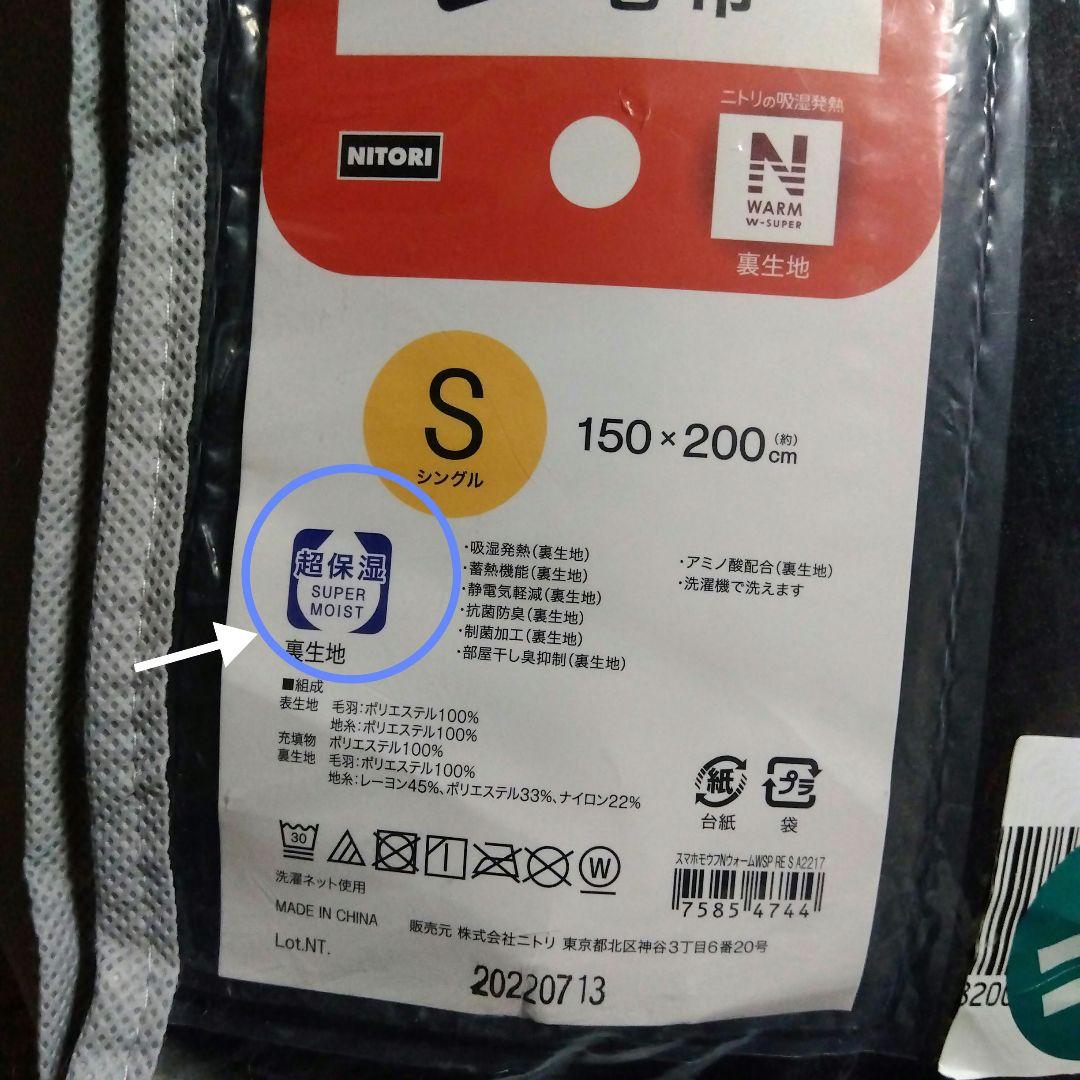 ニトリの吸湿発熱
NITORI
N
WARM
W-SUPER
裏生地
S
シングル
150×200(約)cm
超保湿
SUPER
MOIST
裏生地
・吸湿発熱(裏生地)
・蓄熱機能(裏生地)
・静電気軽減(裏生地)
・抗菌防臭(裏生地)
・制菌加工(裏生地)
・部屋干し臭抑制(裏生地)
・アミノ酸配合(裏生地)
・洗濯機で洗えます
■組成
表生地 毛羽:ポリエステル100%
地糸:ポリエステル100%
充填物 ポリエステル100%
裏生地 毛羽:ポリエステル100%
地糸:レーヨン45%、ポリエステル33%、ナイロン22%
紙
台紙
プラ
袋
30
W
洗濯ネット使用
スマホモウフNウォームWSP RE S A2217
7585 4744
MADE IN CHINA
販売元 株式会社ニトリ 東京都北区神谷3丁目6番20号
Lot.NT.
20220713